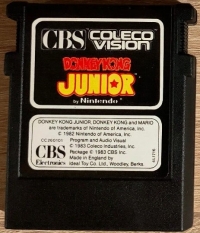 CBS COLECO VISION
DONKEY KONG
JUNIOR
by Nintendo
DONKEY KONG JUNIOR, DONKEY KONG and MARIO
are trademarks of Nintendo of America, Inc.
© 1982 Nintendo of America, Inc.
Program and Audio Visual
© 1983 Coleco Industries, Inc.
Package © 1983 CBS Inc.
Made in England by
Ideal Toy Co. Ltd., Woodley, Berks.
CBS
Electronics